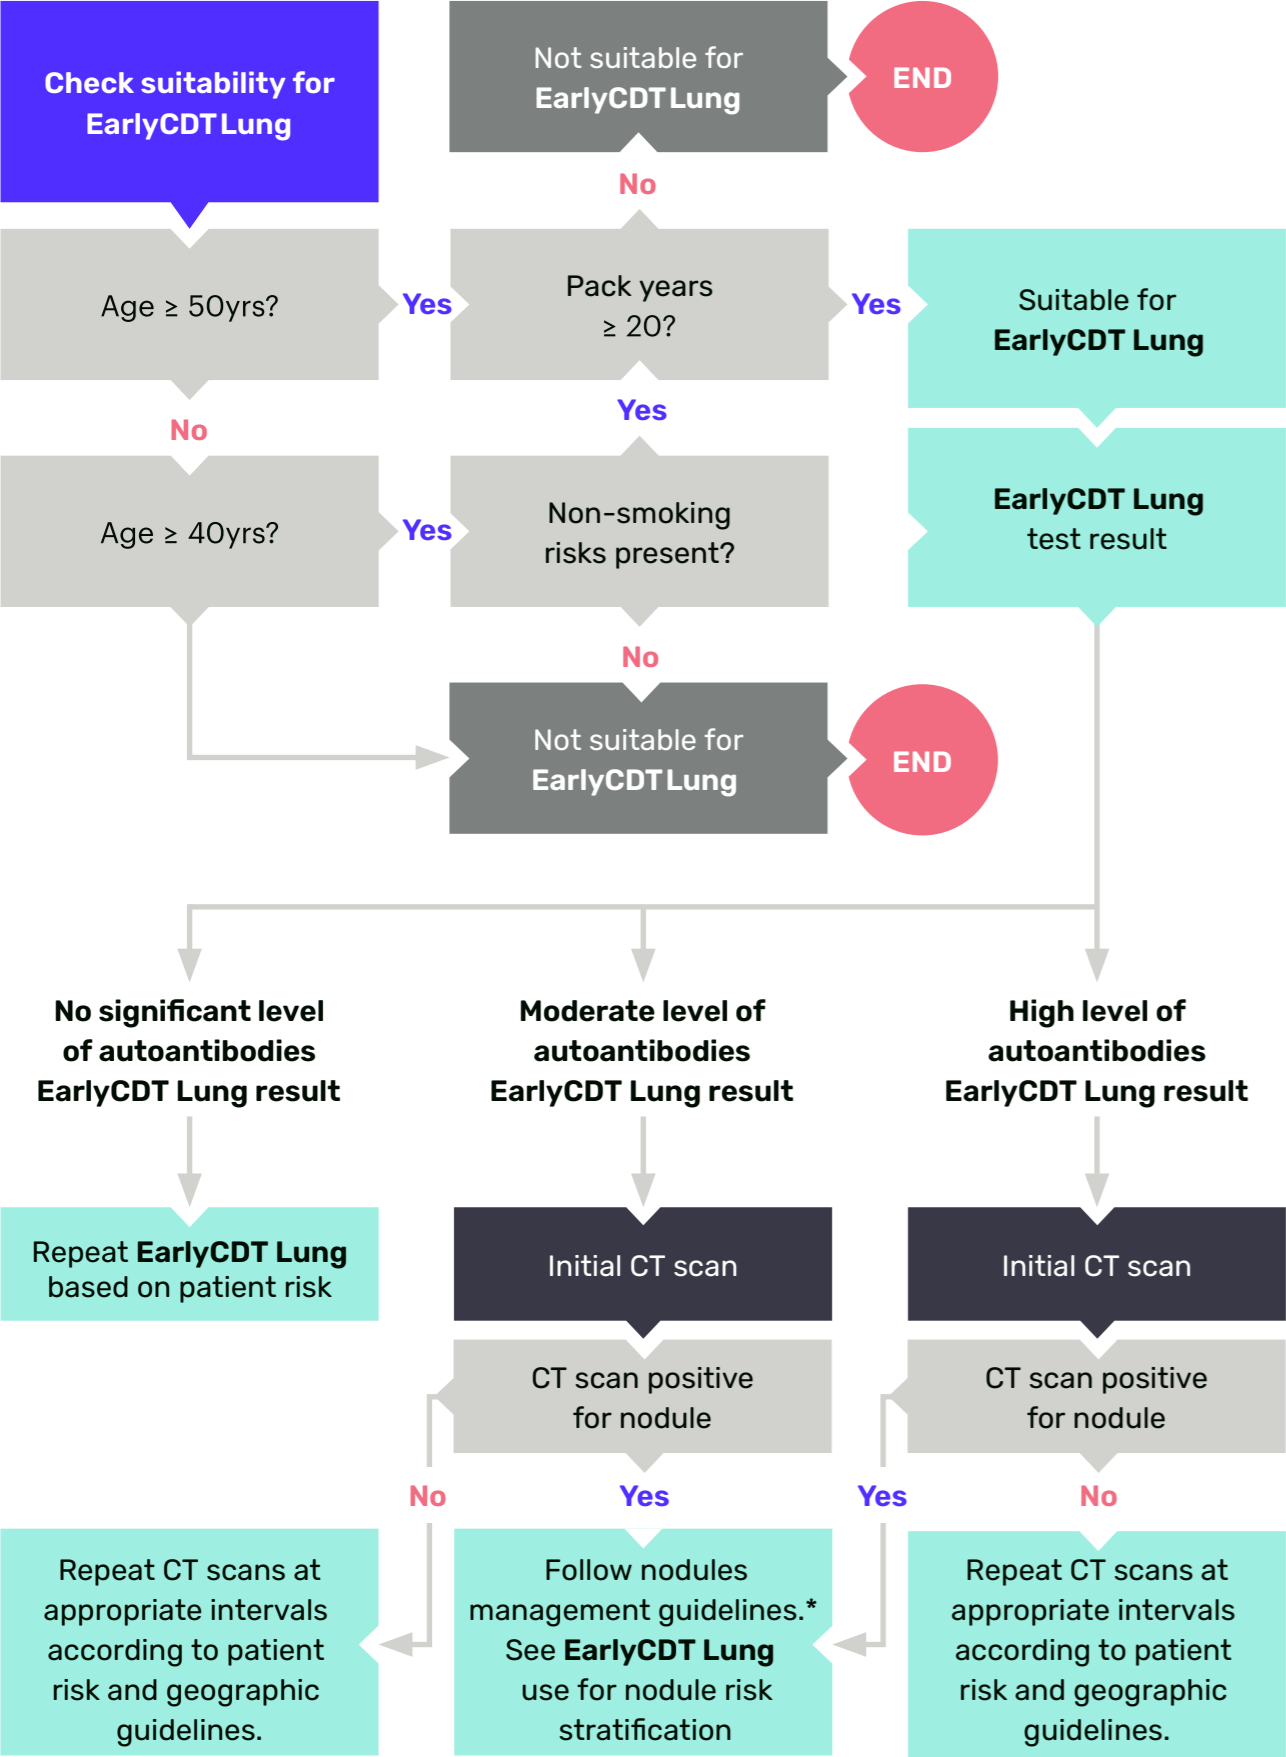 Check suitability for
EarlyCDT Lung
Not suitable for
EarlyCDT Lung
END
No
Age ≥ 50yrs?
Yes
Pack years
≥ 20?
Yes
Suitable for
EarlyCDT Lung
No
Yes
Age ≥ 40yrs?
Yes
Non-smoking
risks present?
EarlyCDT Lung
test result
No
Not suitable for
EarlyCDT Lung
END
No significant level
of autoantibodies
EarlyCDT Lung result
Moderate level of
autoantibodies
EarlyCDT Lung result
High level of
autoantibodies
EarlyCDT Lung result
Repeat EarlyCDT Lung
based on patient risk
Initial CT scan
Initial CT scan
CT scan positive
for nodule
CT scan positive
for nodule
No
Yes
Yes
No
Repeat CT scans at
appropriate intervals
according to patient
risk and geographic
guidelines.
Follow nodules
management guidelines.*
See EarlyCDT Lung
use for nodule risk
stratification
Repeat CT scans at
appropriate intervals
according to patient
risk and geographic
guidelines.